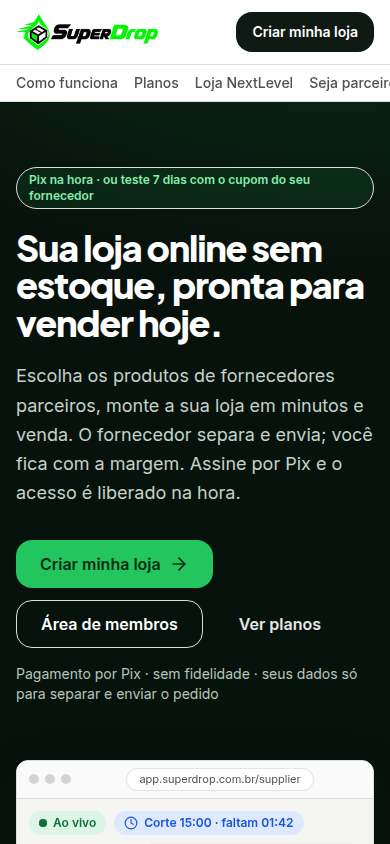 SuperDrop
Criar minha loja
Como funciona Planos Loja NextLevel Seja parceir
Pix na hora · ou teste 7 dias com o cupom do seu
fornecedor
Sua loja online sem
estoque, pronta para
vender hoje.
Escolha os produtos de fornecedores
parceiros, monte a sua loja em minutos e
venda. O fornecedor separa e envia; você
fica com a margem. Assine por Pix e o
acesso é liberado na hora.
Criar minha loja →
Área de membros
Ver planos
Pagamento por Pix · sem fidelidade · seus dados só
para separar e enviar o pedido
app.superdrop.com.br/supplier
Ao vivo
Corte 15:00 · faltam 01:42